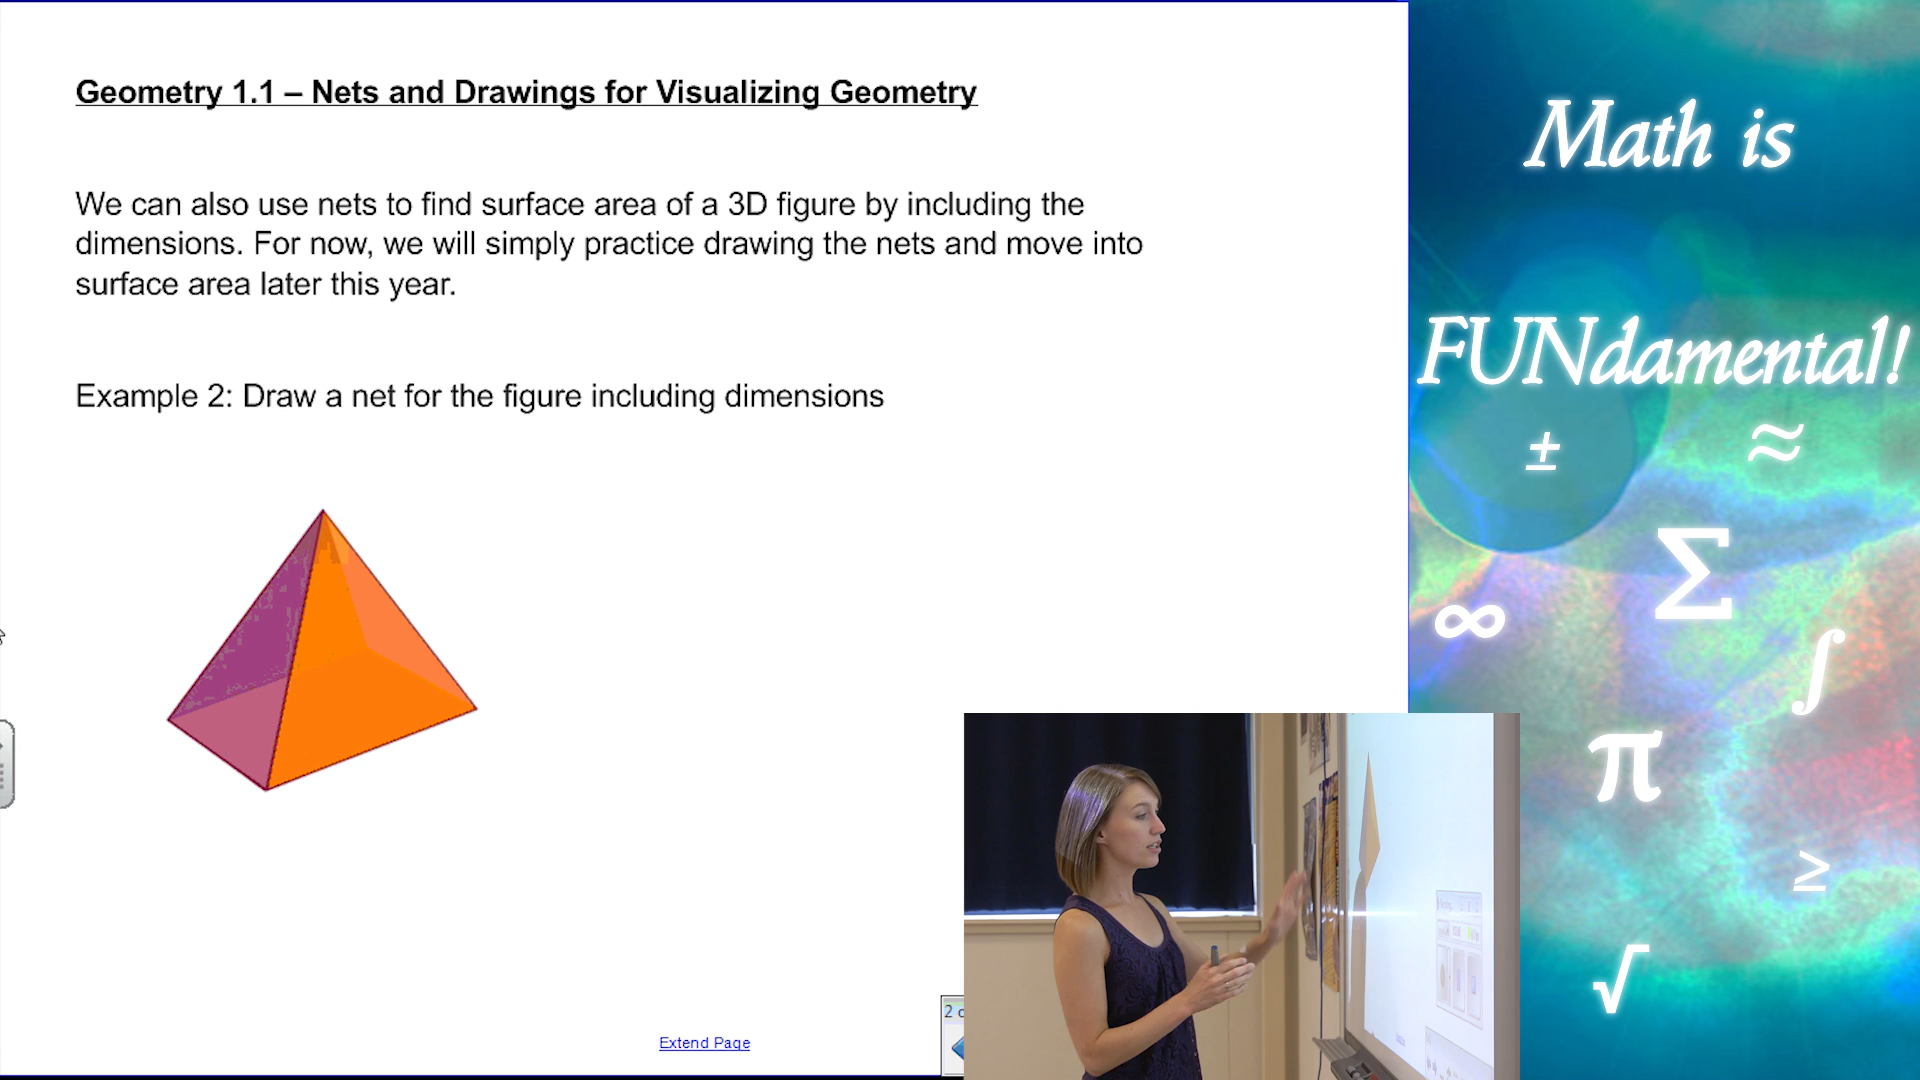 Geometry 1.1 – Nets and Drawings for Visualizing Geometry
We can also use nets to find surface area of a 3D figure by including the
dimensions. For now, we will simply practice drawing the nets and move into
surface area later this year.
Example 2: Draw a net for the figure including dimensions
Extend Page
2
Math is
FUNdamental!
± ≈
Σ
∞
∫
π
≥
√